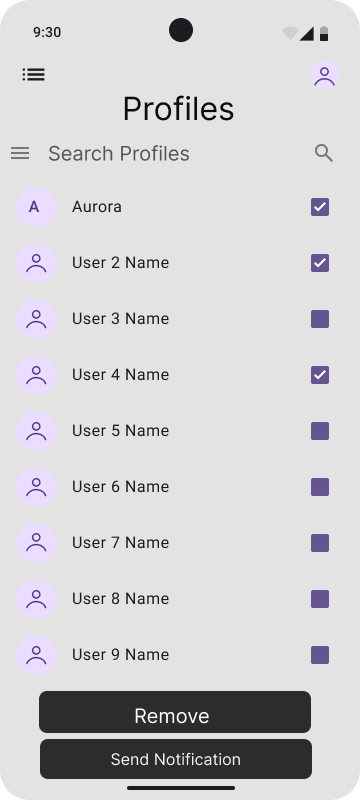 9:30
Profiles
Search Profiles
A Aurora
User 2 Name
User 3 Name
User 4 Name
User 5 Name
User 6 Name
User 7 Name
User 8 Name
User 9 Name
Remove
Send Notification